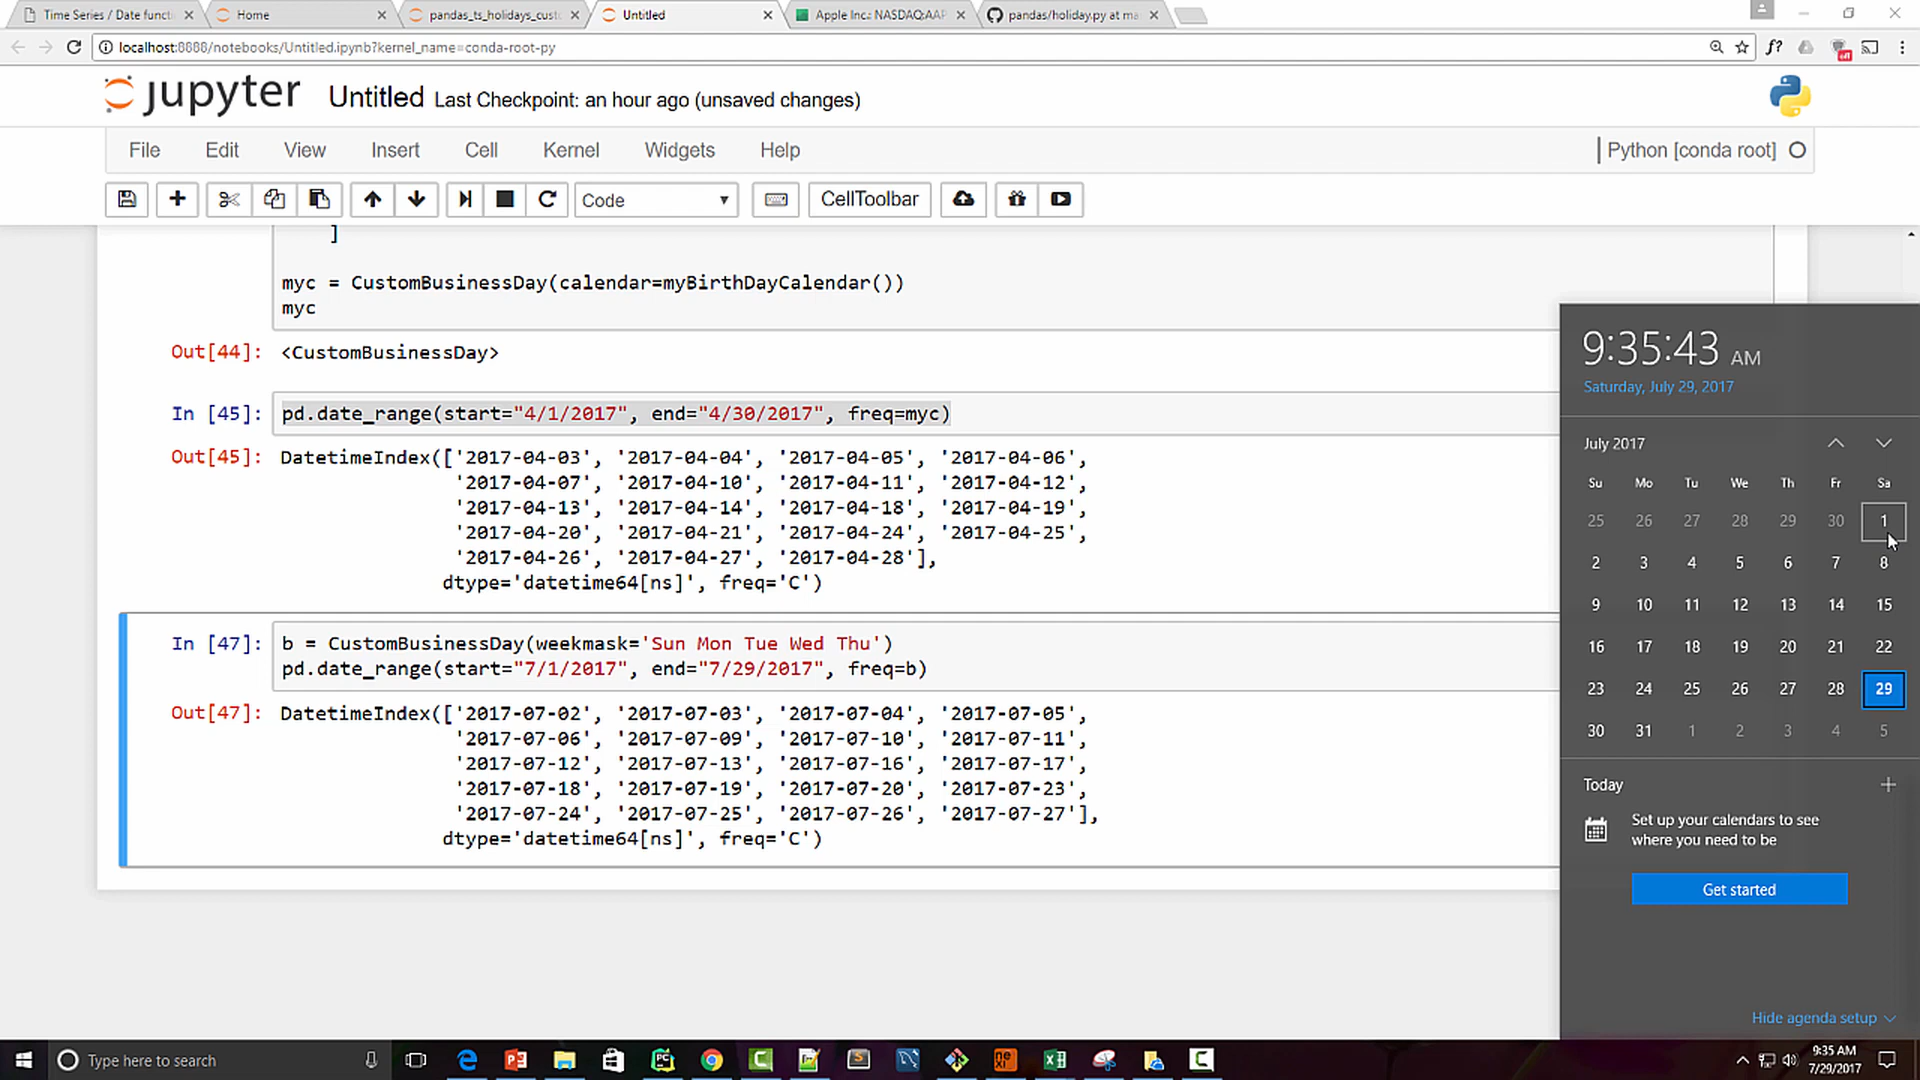 Time Series / Date funct
Home
pandas_ts_holidays_cust
Untitled
Apple Inc.: NASDAQ:AAP
pandas/holiday.py at ma
localhost:8888/notebooks/Untitled.ipynb?kernel_name=conda-root-py
jupyter Untitled Last Checkpoint: an hour ago (unsaved changes)
File Edit View Insert Cell Kernel Widgets Help
Python [conda root]
Code
CellToolbar
]
myc = CustomBusinessDay(calendar=myBirthDayCalendar())
myc
Out[44]: <CustomBusinessDay>
In [45]: pd.date_range(start="4/1/2017", end="4/30/2017", freq=myc)
Out[45]: DatetimeIndex(['2017-04-03', '2017-04-04', '2017-04-05', '2017-04-06',
'2017-04-07', '2017-04-10', '2017-04-11', '2017-04-12',
'2017-04-13', '2017-04-14', '2017-04-18', '2017-04-19',
'2017-04-20', '2017-04-21', '2017-04-24', '2017-04-25',
'2017-04-26', '2017-04-27', '2017-04-28'],
dtype='datetime64[ns]', freq='C')
In [47]: b = CustomBusinessDay(weekmask='Sun Mon Tue Wed Thu')
pd.date_range(start="7/1/2017", end="7/29/2017", freq=b)
Out[47]: DatetimeIndex(['2017-07-02', '2017-07-03', '2017-07-04', '2017-07-05',
'2017-07-06', '2017-07-09', '2017-07-10', '2017-07-11',
'2017-07-12', '2017-07-13', '2017-07-16', '2017-07-17',
'2017-07-18', '2017-07-19', '2017-07-20', '2017-07-23',
'2017-07-24', '2017-07-25', '2017-07-26', '2017-07-27'],
dtype='datetime64[ns]', freq='C')
9:35:43 AM
Saturday, July 29, 2017
July 2017
Su Mo Tu We Th Fr Sa
25 26 27 28 29 30 1
2 3 4 5 6 7 8
9 10 11 12 13 14 15
16 17 18 19 20 21 22
23 24 25 26 27 28 29
30 31 1 2 3 4 5
Today
Set up your calendars to see
where you need to be
Get started
Hide agenda setup
Type here to search
9:35 AM
7/29/2017